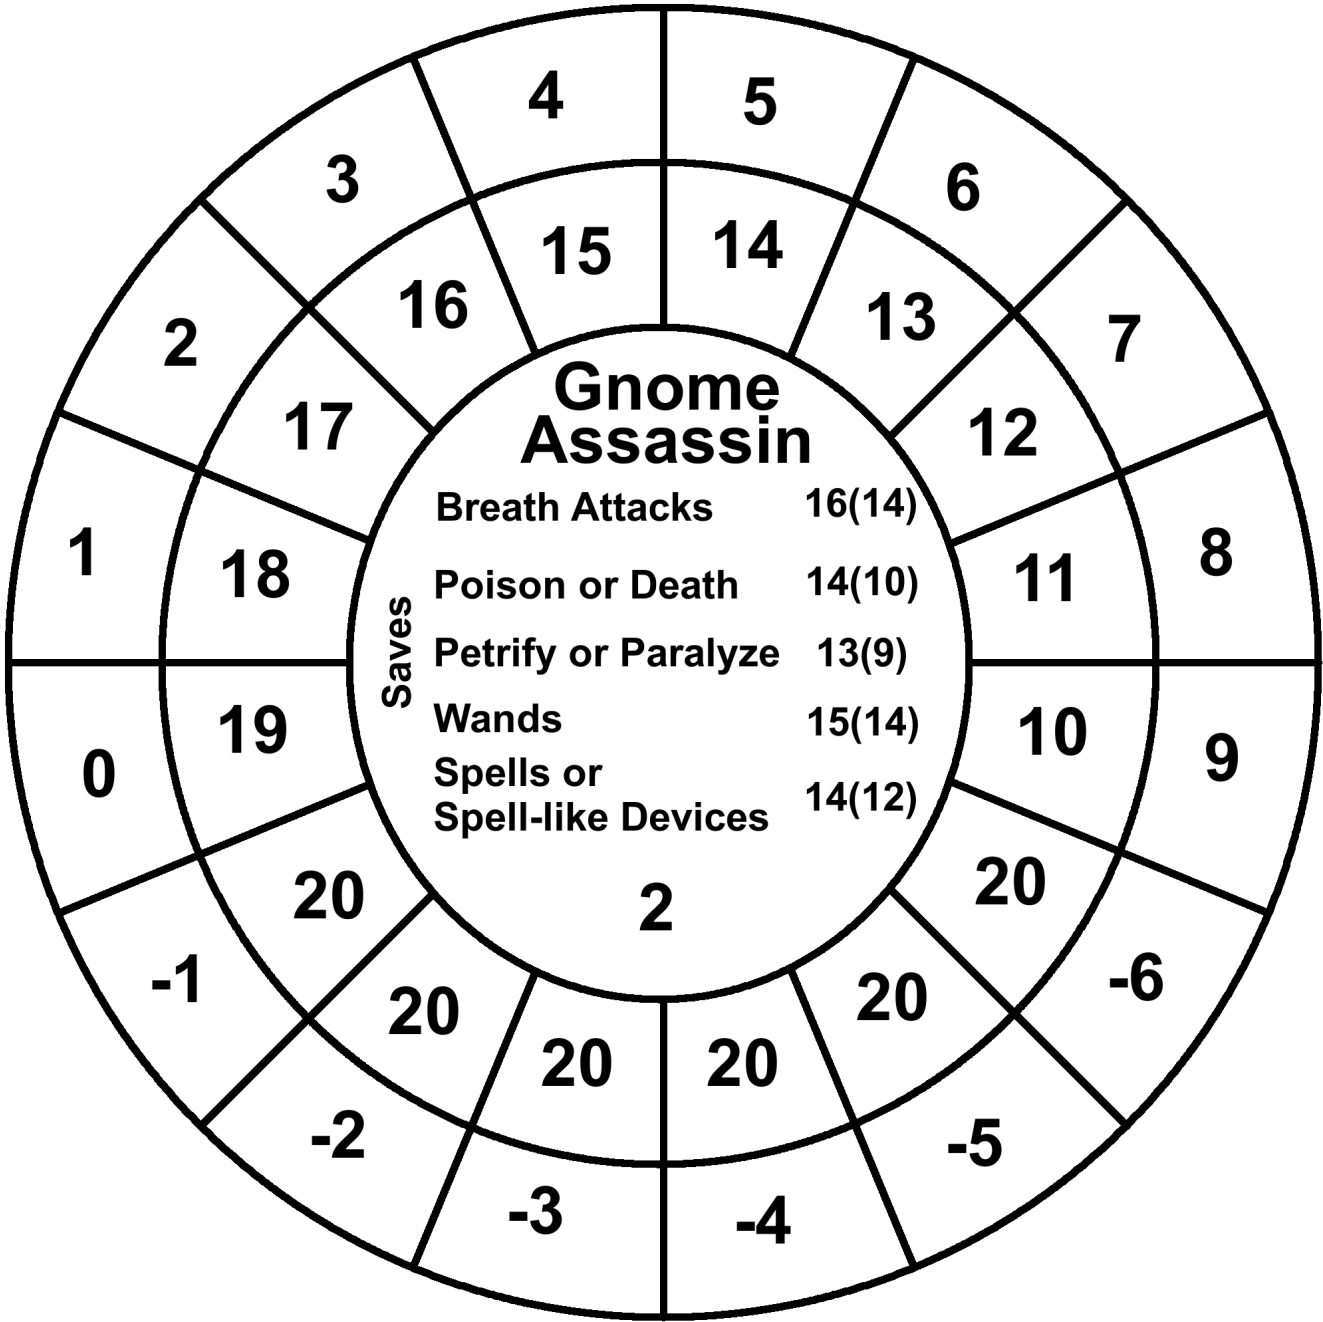 4 5
3 6
2 7
1 8
0 9
-1 -6
-2 -5
-3 -4
15 14
16 13
17 12
18 11
19 10
20 20
20 20
20 20
Gnome
Assassin
Saves
Breath Attacks 16(14)
Poison or Death 14(10)
Petrify or Paralyze 13(9)
Wands 15(14)
Spells or
Spell-like Devices 14(12)
2